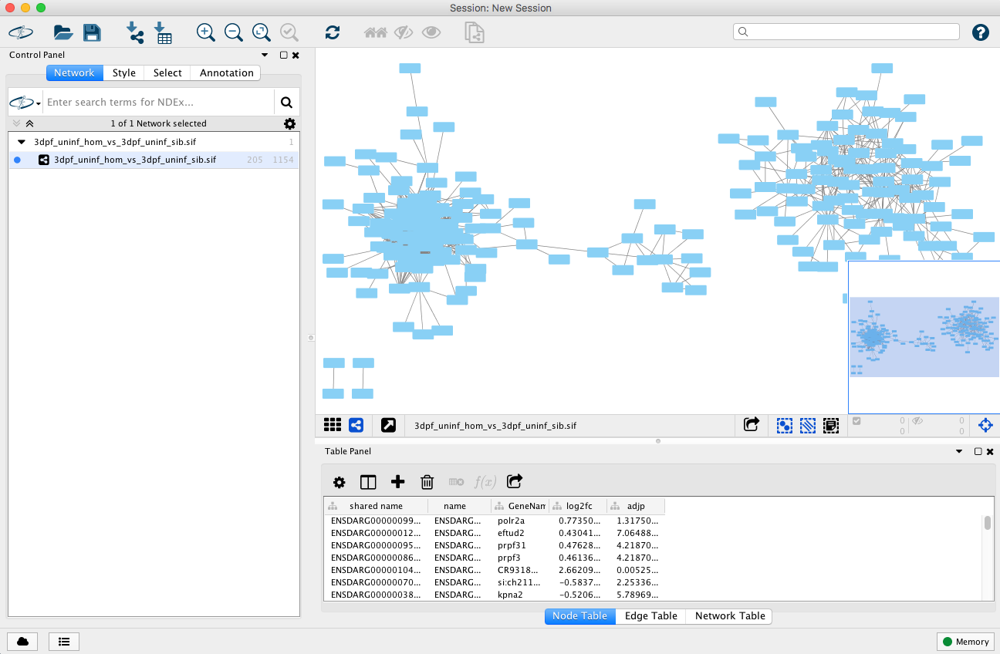 Session: New Session
Control Panel
Network Style Select Annotation
Enter search terms for NDEx...
1 of 1 Network selected
3dpf_uninf_hom_vs_3dpf_uninf_sib.sif 1
3dpf_uninf_hom_vs_3dpf_uninf_sib.sif 205 1154
3dpf_uninf_hom_vs_3dpf_uninf_sib.sif
0 0
0 0
Table Panel
f(x)
shared name name GeneNam log2fc adjp
ENSDARG00000099... ENSDARG... polr2a 0.77350... 1.31750...
ENSDARG00000012... ENSDARG... eftud2 0.43041... 7.06488...
ENSDARG00000095... ENSDARG... prpf31 0.47628... 4.21870...
ENSDARG00000086... ENSDARG... prpf3 0.46136... 4.21870...
ENSDARG00000104... ENSDARG... CR9318... 2.66209... 0.00525...
ENSDARG00000070... ENSDARG... si:ch211... -0.5837... 2.25336...
ENSDARG00000038... ENSDARG... kpna2 -0.5206... 5.78969...
Node Table Edge Table Network Table
Memory